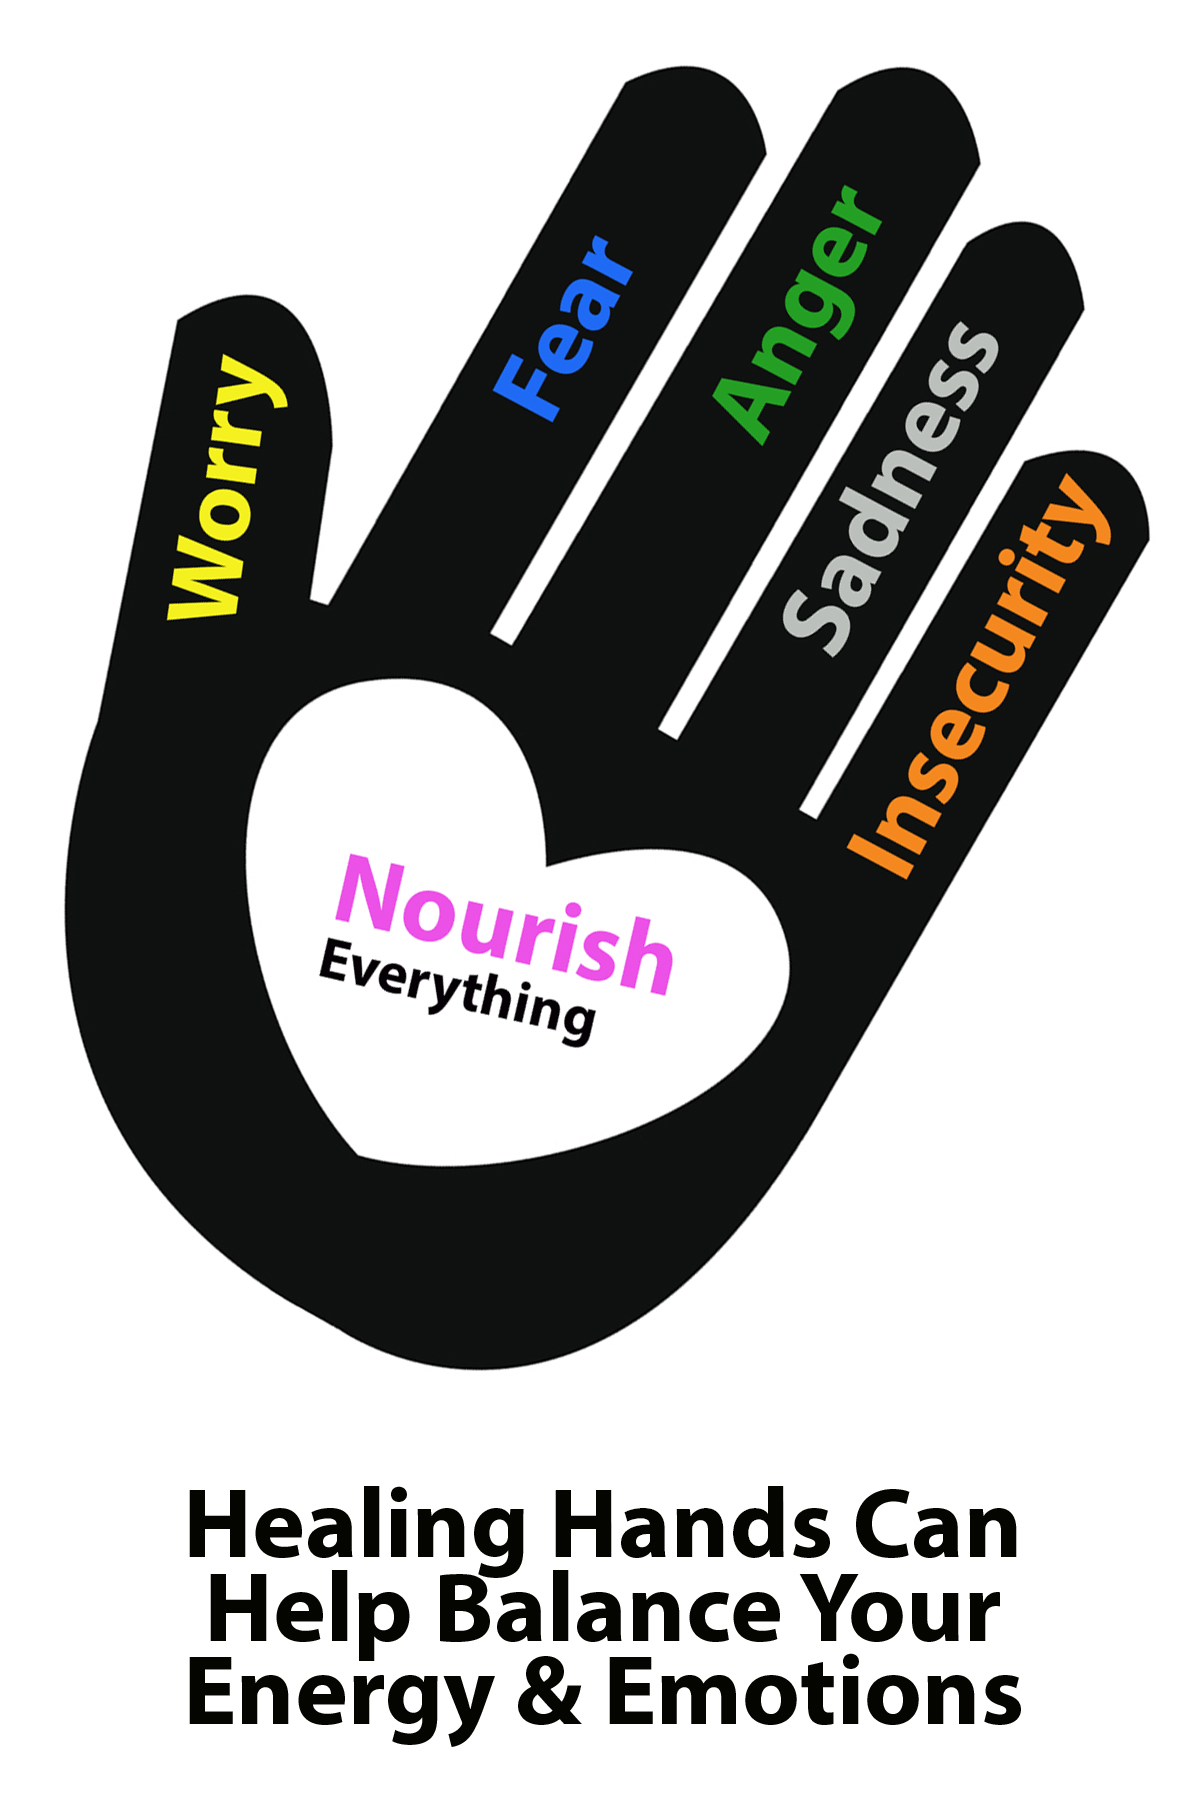 Worry
Fear
Anger
Sadness
Insecurity
Nourish
Everything
Healing Hands Can
Help Balance Your
Energy & Emotions